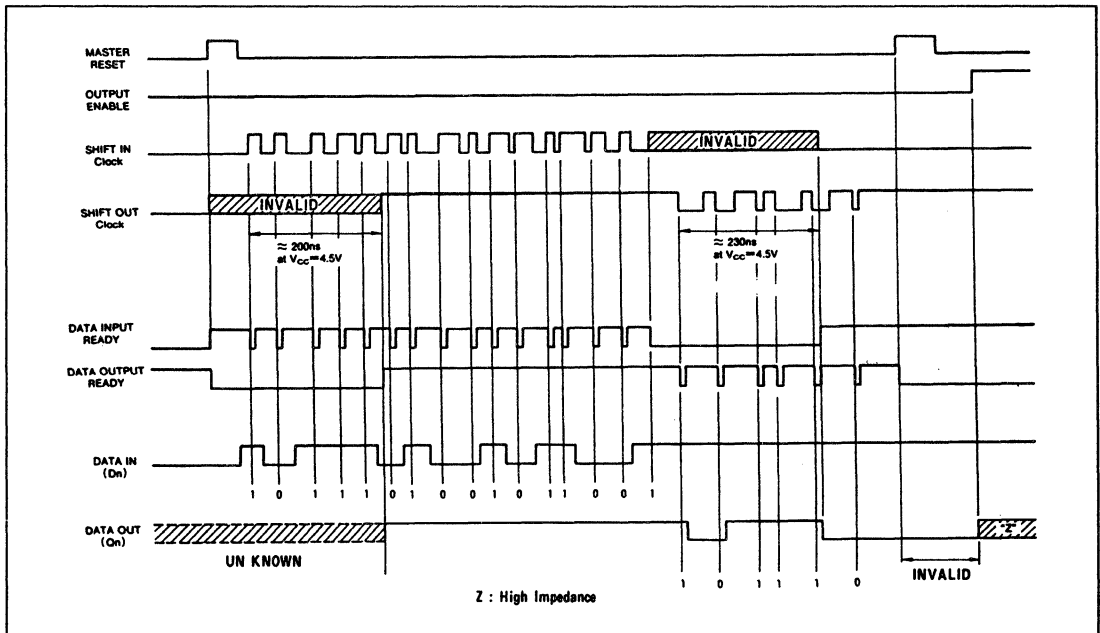 MASTER
RESET
OUTPUT
ENABLE
SHIFT IN
Clock
INVALID
SHIFT OUT
Clock
INVALID
≈ 200ns
at VCC=4.5V
≈ 230ns
at VCC=4.5V
DATA INPUT
READY
DATA OUTPUT
READY
DATA IN
(Dn)
1 0 1 1 1 0 1 0 0 1 0 1 1 0 0 1
DATA OUT
(Qn)
"Z"
UN KNOWN
1 0 1 1 1 0
INVALID
Z : High Impedance